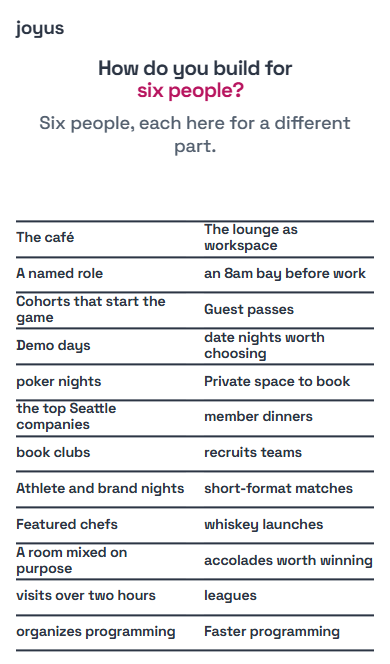 joyus
How do you build for
six people?
Six people, each here for a different
part.
The café
The lounge as
workspace
A named role
an 8am bay before work
Cohorts that start the
game
Guest passes
Demo days
date nights worth
choosing
poker nights
Private space to book
the top Seattle
companies
member dinners
book clubs
recruits teams
Athlete and brand nights
short-format matches
Featured chefs
whiskey launches
A room mixed on
purpose
accolades worth winning
visits over two hours
leagues
organizes programming
Faster programming